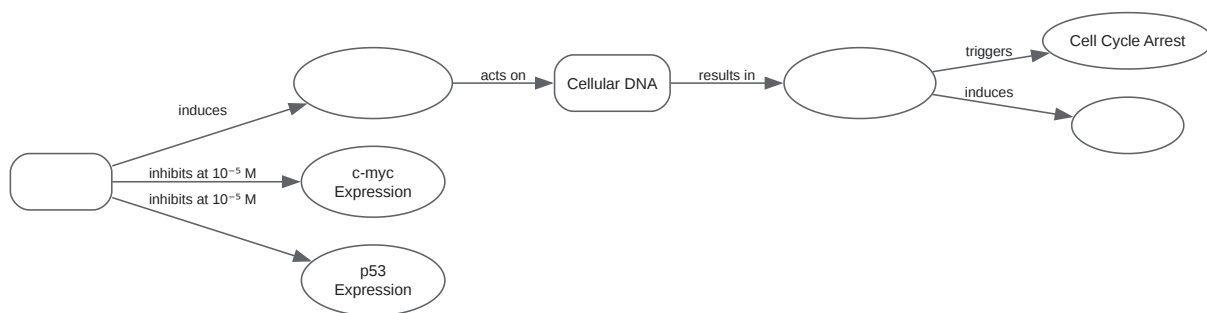 Cell Cycle Arrest
triggers
acts on
Cellular DNA
results in
induces
induces
inhibits at 10⁻⁵ M
c-myc
Expression
inhibits at 10⁻⁵ M
p53
Expression